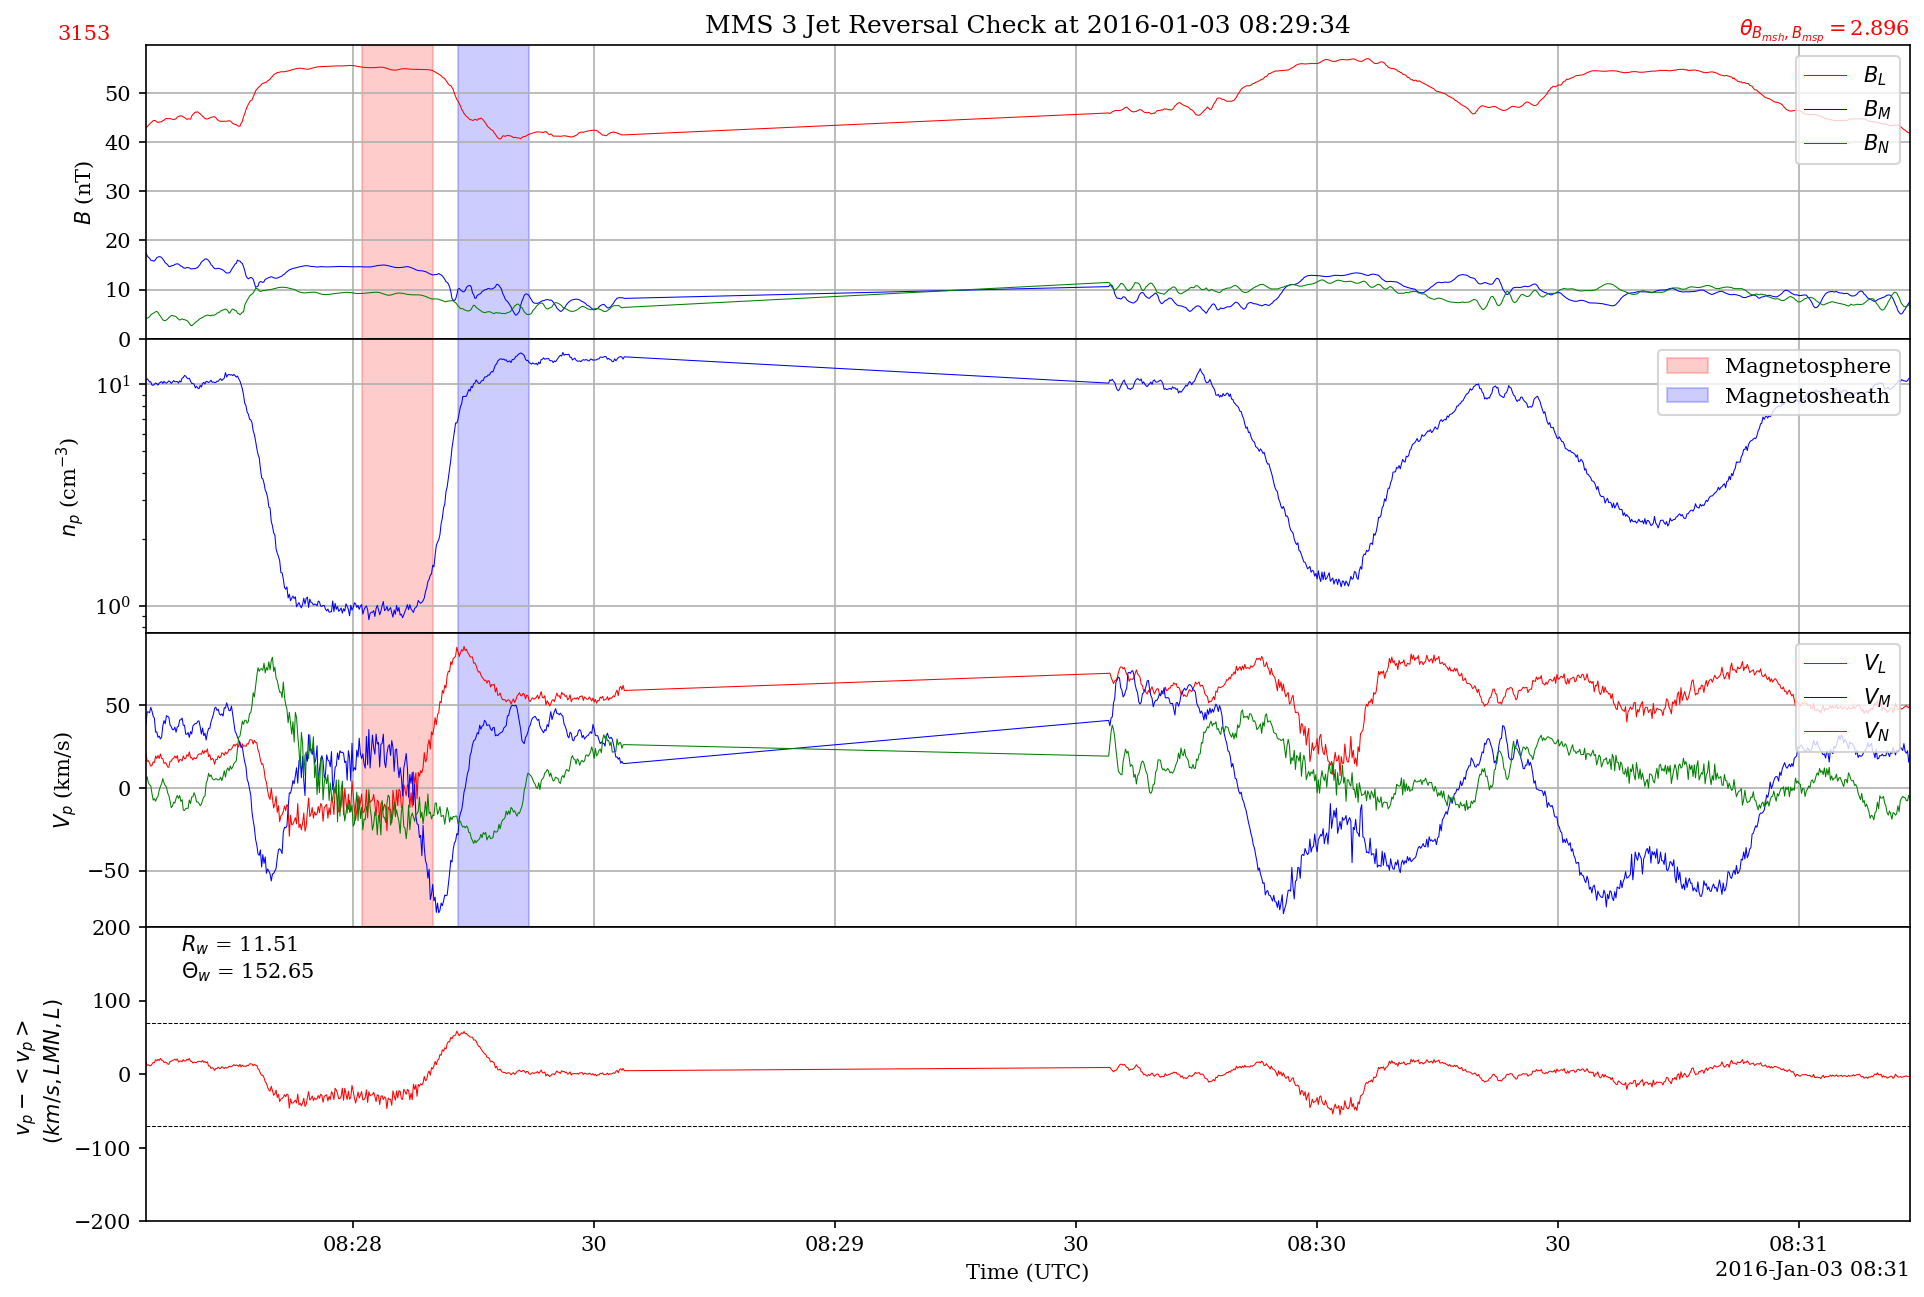 3153
MMS 3 Jet Reversal Check at 2016-01-03 08:29:34
θ_{B_{msh}, B_{msp}} = 2.896
B (nT)
50
40
30
20
10
0
B_L
B_M
B_N
n_p (cm^{-3})
10^1
10^0
Magnetosphere
Magnetosheath
V_p (km/s)
50
0
−50
V_L
V_M
V_N
v_p − < v_p >
(km/s, LMN, L)
200
100
0
−100
−200
R_w = 11.51
Θ_w = 152.65
08:28 30 08:29 30 08:30 30 08:31
Time (UTC)
2016-Jan-03 08:31